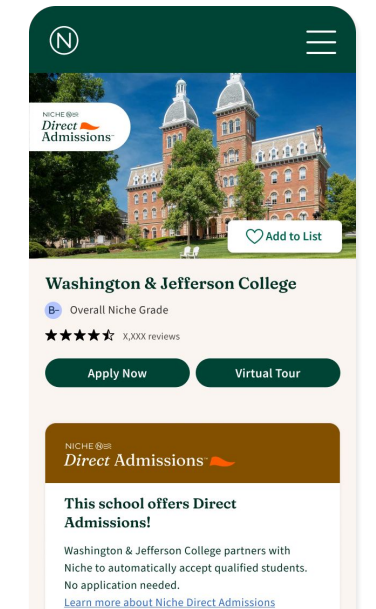 N
NICHE
Direct
Admissions™
Add to List
Washington & Jefferson College
B- Overall Niche Grade
X,XXX reviews
Apply Now Virtual Tour
NICHE
Direct Admissions™
This school offers Direct
Admissions!
Washington & Jefferson College partners with
Niche to automatically accept qualified students.
No application needed.
Learn more about Niche Direct Admissions